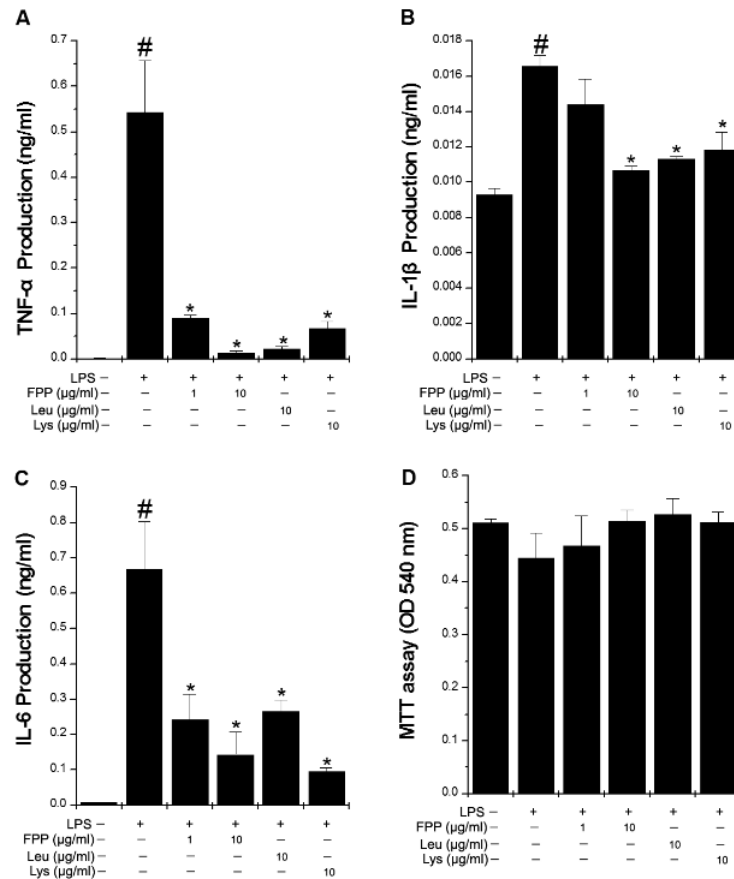 A
TNF-α Production (ng/ml)
0.7
0.6
0.5
0.4
0.3
0.2
0.1
0.0
#
* * * *
LPS – + + + + +
FPP (μg/ml) – – 1 10 – –
Leu (μg/ml) – – – – 10 –
Lys (μg/ml) – – – – – 10
B
IL-1β Production (ng/ml)
0.018
0.016
0.014
0.012
0.010
0.008
0.006
0.004
0.002
0.000
#
* * *
LPS – + + + + +
FPP (μg/ml) – – 1 10 – –
Leu (μg/ml) – – – – 10 –
Lys (μg/ml) – – – – – 10
C
IL-6 Production (ng/ml)
0.9
0.8
0.7
0.6
0.5
0.4
0.3
0.2
0.1
0.0
#
* * * *
LPS – + + + + +
FPP (μg/ml) – – 1 10 – –
Leu (μg/ml) – – – – 10 –
Lys (μg/ml) – – – – – 10
D
MTT assay (OD 540 nm)
0.6
0.5
0.4
0.3
0.2
0.1
0.0
LPS – + + + + +
FPP (μg/ml) – – 1 10 – –
Leu (μg/ml) – – – – 10 –
Lys (μg/ml) – – – – – 10